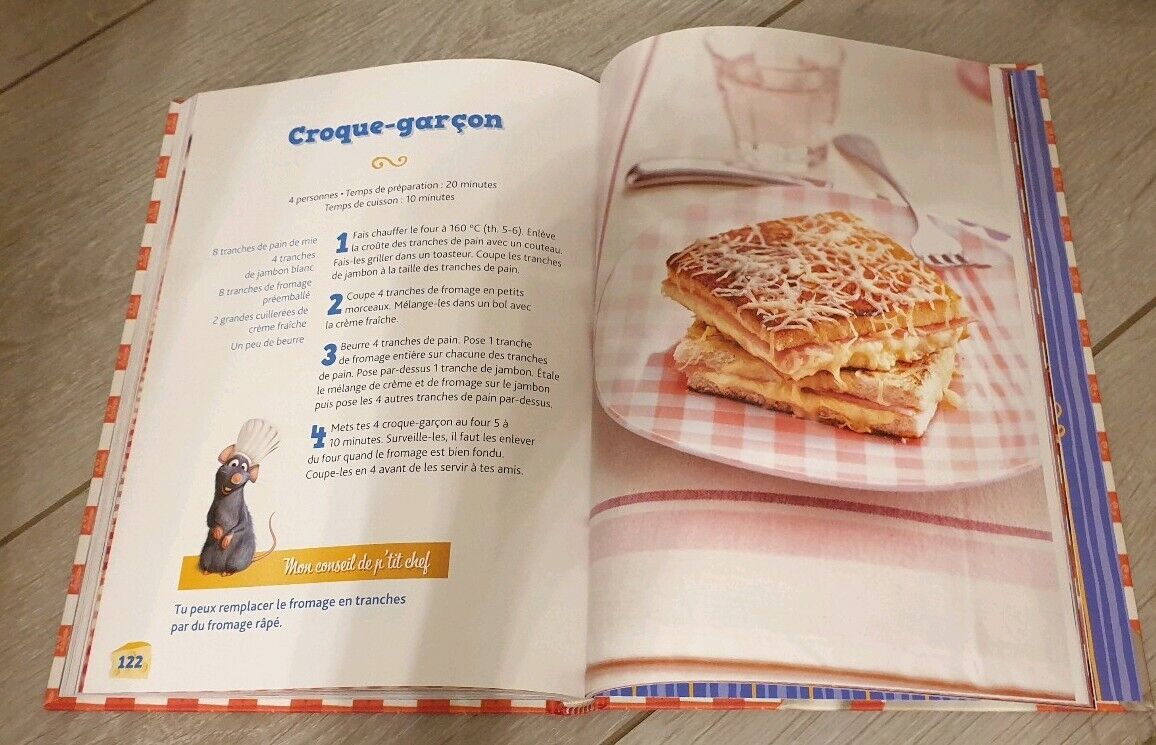 Croque-garçon
4 personnes • Temps de préparation : 20 minutes
Temps de cuisson : 10 minutes
8 tranches de pain de mie
4 tranches
de jambon blanc
8 tranches de fromage
préemballé
2 grandes cuillerées de
crème fraîche
Un peu de beurre
1 Fais chauffer le four à 160 °C (th. 5-6). Enlève
la croûte des tranches de pain avec un couteau.
Fais-les griller dans un toasteur. Coupe les tranches
de jambon à la taille des tranches de pain.
2 Coupe 4 tranches de fromage en petits
morceaux. Mélange-les dans un bol avec
la crème fraîche.
3 Beurre 4 tranches de pain. Pose 1 tranche
de fromage entière sur chacune des tranches
de pain. Pose par-dessus 1 tranche de jambon. Étale
le mélange de crème et de fromage sur le jambon
puis pose les 4 autres tranches de pain par-dessus.
4 Mets tes 4 croque-garçon au four 5 à
10 minutes. Surveille-les, il faut les enlever
du four quand le fromage est bien fondu.
Coupe-les en 4 avant de les servir à tes amis.
Mon conseil de p'tit chef
Tu peux remplacer le fromage en tranches
par du fromage râpé.
122